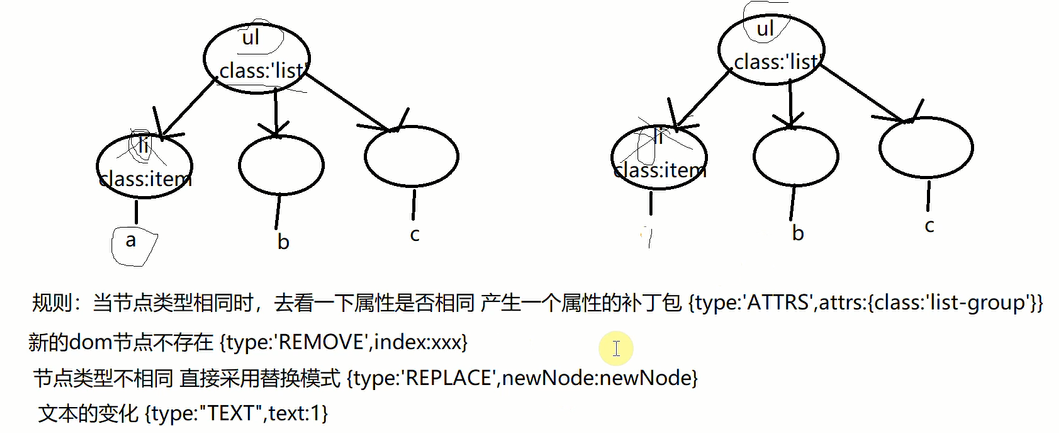 ul
class:'list'
li
class:item
a
b
c
ul
class:'list'
li
class:item
b
c
规则：当节点类型相同时，去看一下属性是否相同 产生一个属性的补丁包 {type:'ATTRS',attrs:{class:'list-group'}}
新的dom节点不存在 {type:'REMOVE',index:xxx}
节点类型不相同 直接采用替换模式 {type:'REPLACE',newNode:newNode}
文本的变化 {type:"TEXT",text:1}